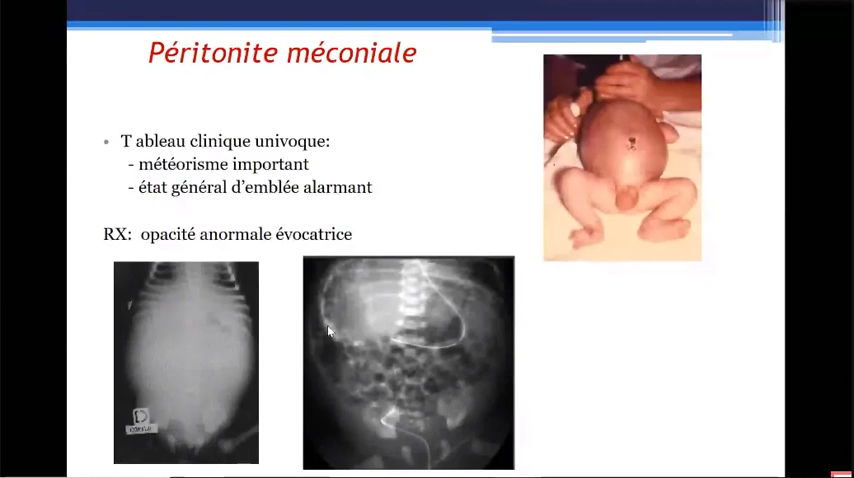 Péritonite méconiale
• T ableau clinique univoque:
- météorisme important
- état général d'emblée alarmant
RX: opacité anormale évocatrice
D